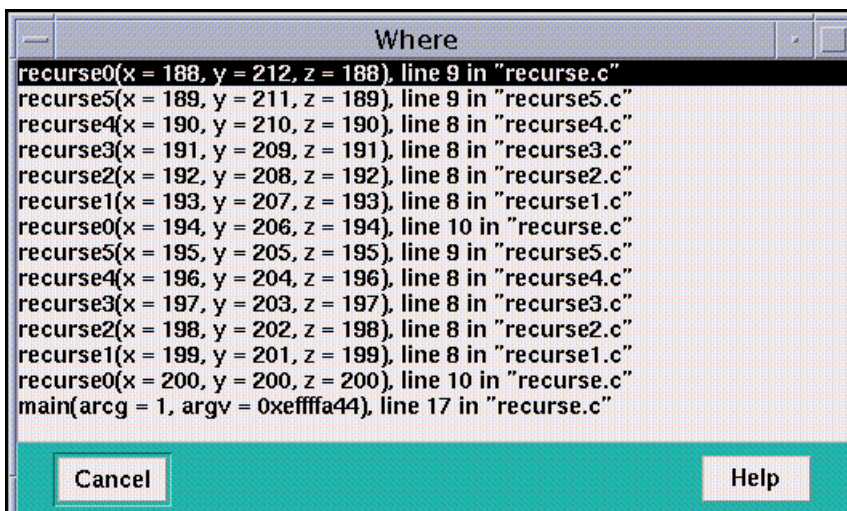 Where
recurse0(x = 188, y = 212, z = 188), line 9 in "recurse.c"
recurse5(x = 189, y = 211, z = 189), line 9 in "recurse5.c"
recurse4(x = 190, y = 210, z = 190), line 8 in "recurse4.c"
recurse3(x = 191, y = 209, z = 191), line 8 in "recurse3.c"
recurse2(x = 192, y = 208, z = 192), line 8 in "recurse2.c"
recurse1(x = 193, y = 207, z = 193), line 8 in "recurse1.c"
recurse0(x = 194, y = 206, z = 194), line 10 in "recurse.c"
recurse5(x = 195, y = 205, z = 195), line 9 in "recurse5.c"
recurse4(x = 196, y = 204, z = 196), line 8 in "recurse4.c"
recurse3(x = 197, y = 203, z = 197), line 8 in "recurse3.c"
recurse2(x = 198, y = 202, z = 198), line 8 in "recurse2.c"
recurse1(x = 199, y = 201, z = 199), line 8 in "recurse1.c"
recurse0(x = 200, y = 200, z = 200), line 10 in "recurse.c"
main(arcg = 1, argv = 0xeffffa44), line 17 in "recurse.c"
Cancel
Help